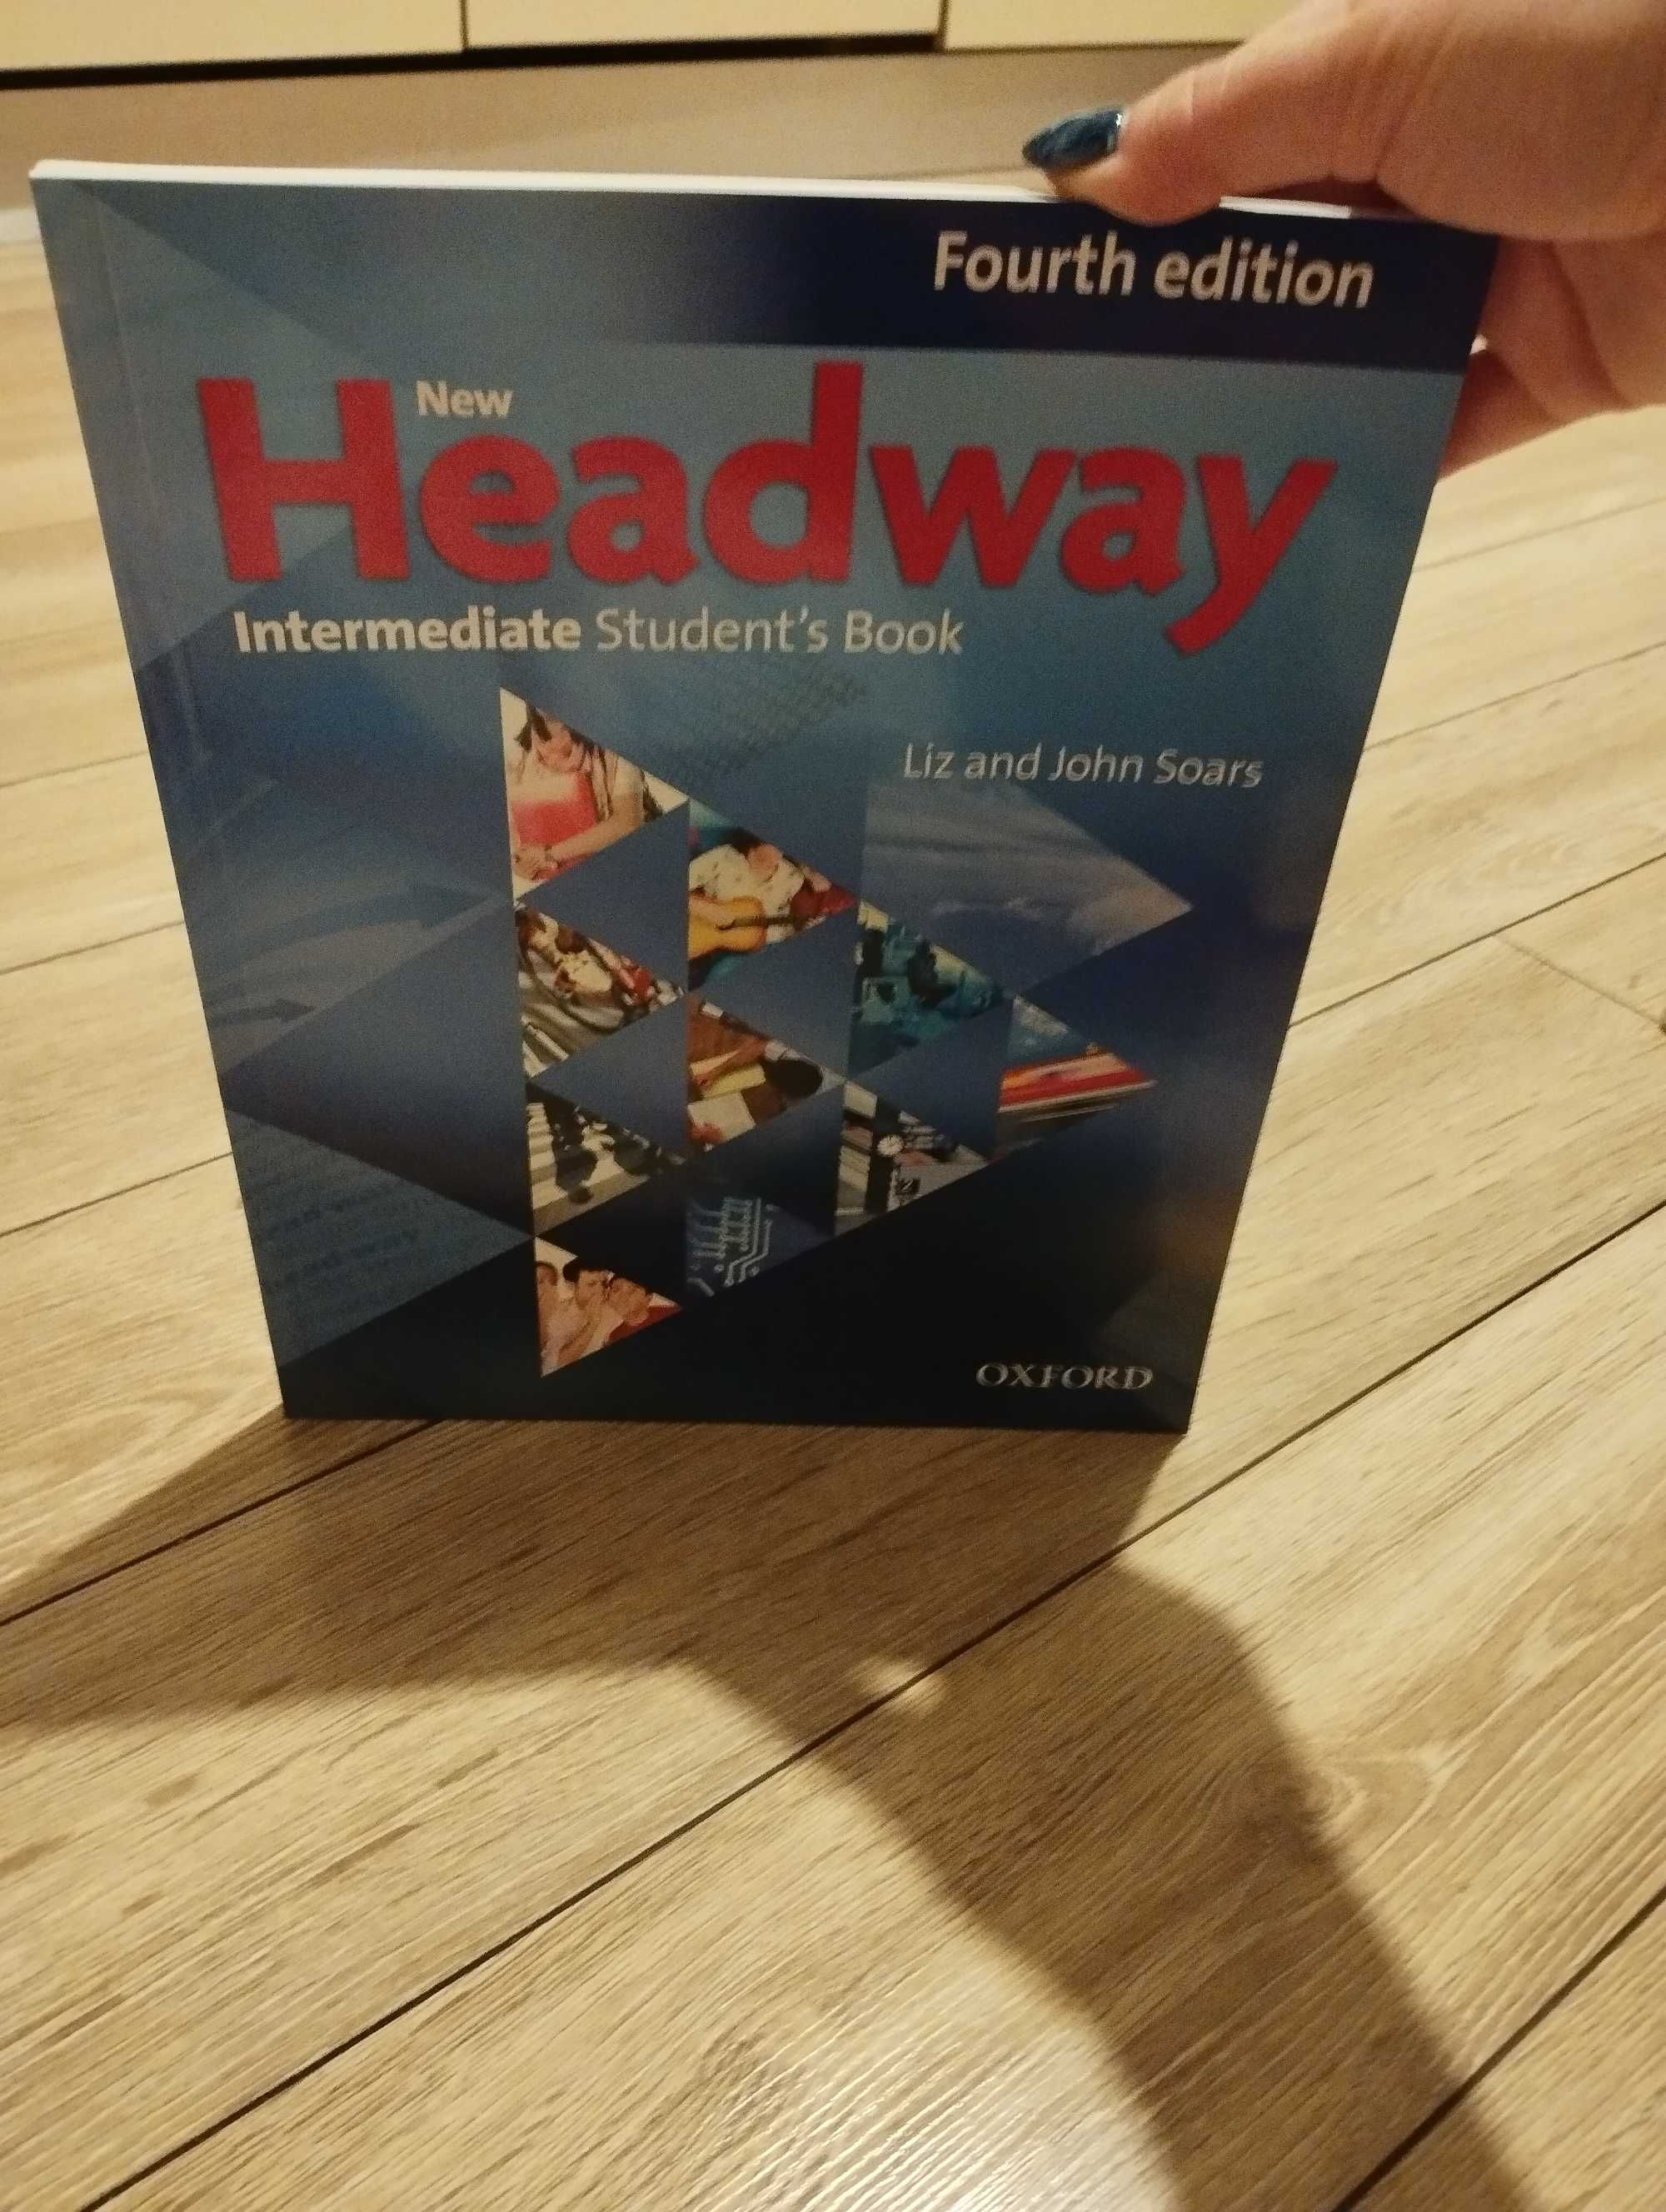 Fourth edition
New
Headway
Intermediate Student's Book
Liz and John Soars
OXFORD